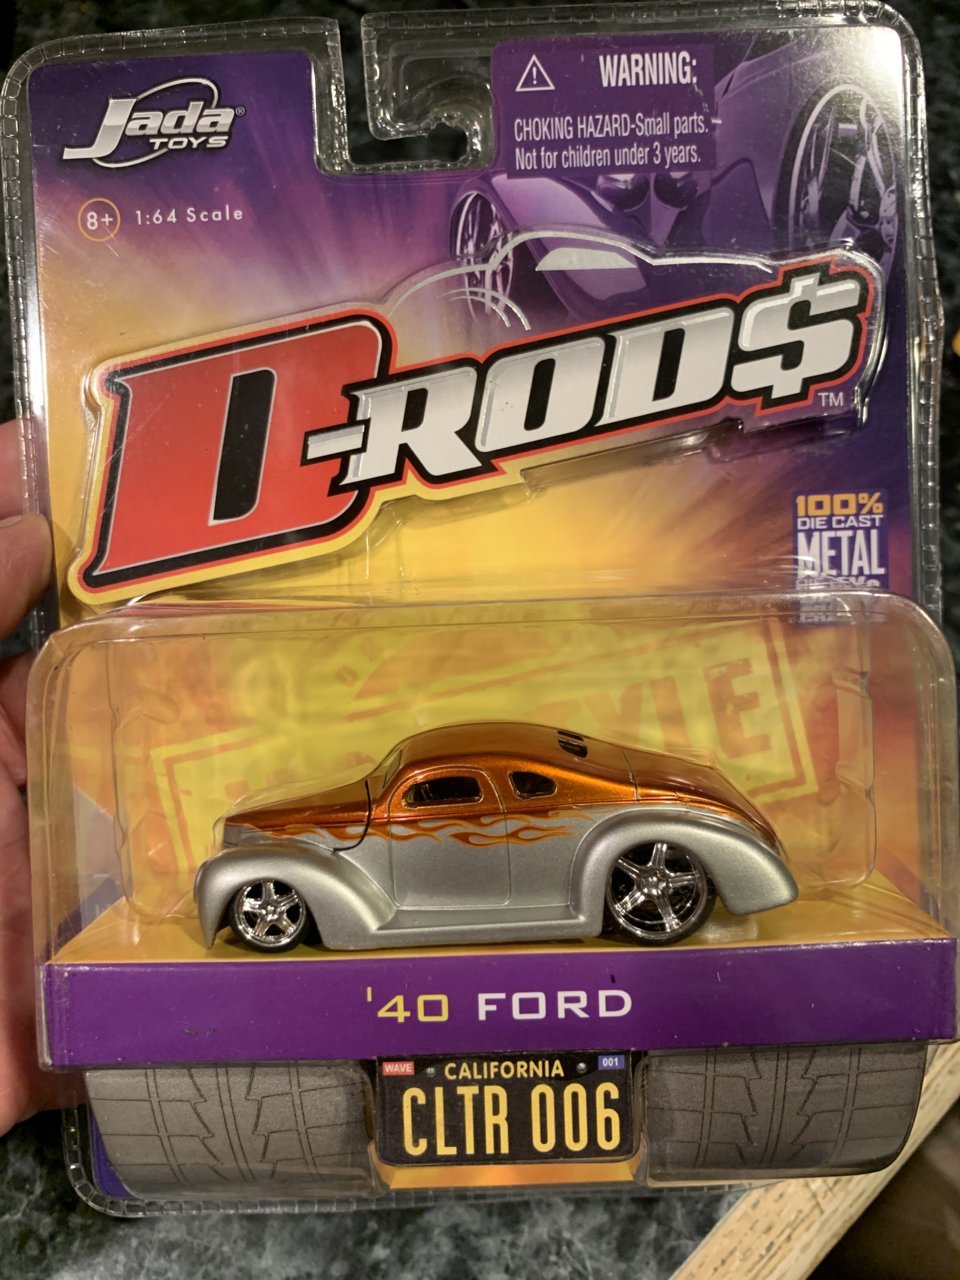 Jada®
TOYS
WARNING:
CHOKING HAZARD-Small parts.
Not for children under 3 years.
8+ 1:64 Scale
D-ROD$ ™
100%
DIE CAST
METAL
'40 FORD
WAVE 001
CALIFORNIA
CLTR 006